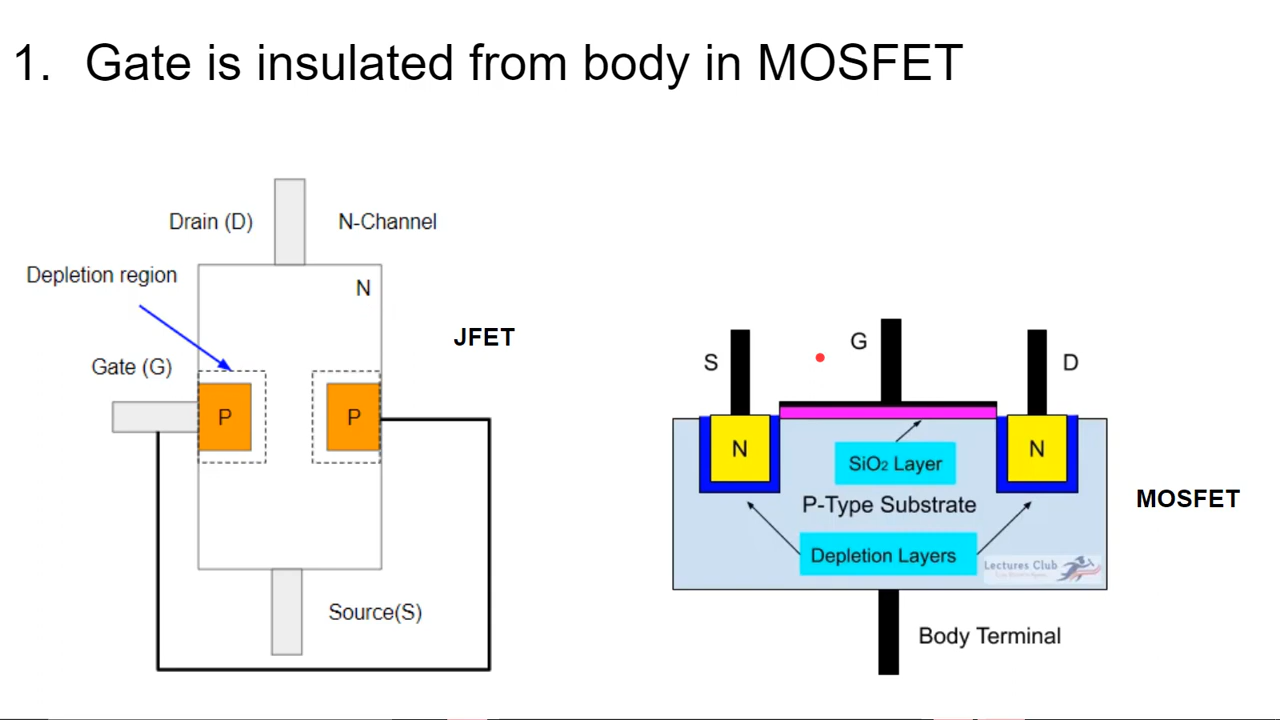 1. Gate is insulated from body in MOSFET
Drain (D)
N-Channel
Depletion region
N
JFET
Gate (G)
P
P
Source(S)
S
G
D
N
N
SiO2 Layer
P-Type Substrate
MOSFET
Depletion Layers
Lectures Club
Body Terminal